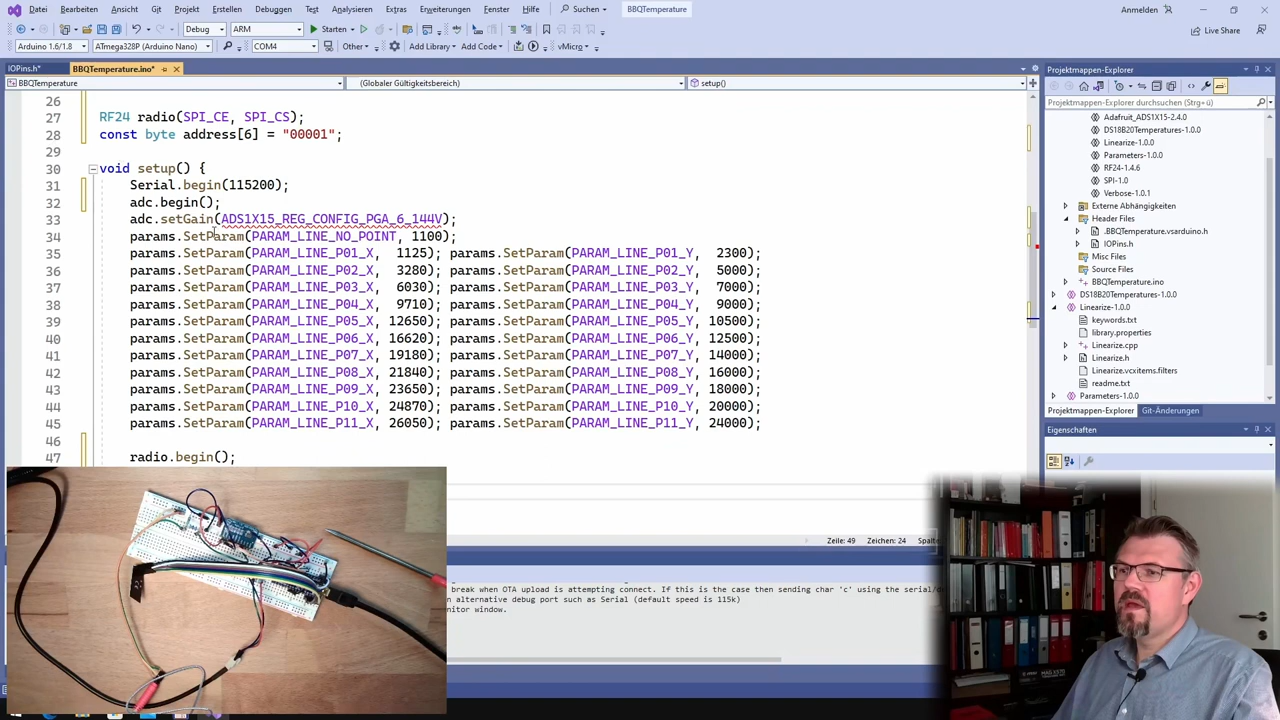 Datei Bearbeiten Ansicht Git Projekt Erstellen Debuggen Test Analysieren Extras Erweiterungen Fenster Hilfe Suchen BBQTemperature Anmelden
Debug ARM Starten Live Share
Arduino 1.6/1.8 ATmega328P (Arduino Nano) COM4 Other Add Library Add Code vMicro
IOPins.h* BBQTemperature.ino*
BBQTemperature (Globaler Gültigkeitsbereich) setup()
26
27 RF24 radio(SPI_CE, SPI_CS);
28 const byte address[6] = "00001";
29
30 void setup() {
31 Serial.begin(115200);
32 adc.begin();
33 adc.setGain(ADS1X15_REG_CONFIG_PGA_6_144V);
34 params.SetParam(PARAM_LINE_NO_POINT, 1100);
35 params.SetParam(PARAM_LINE_P01_X, 1125); params.SetParam(PARAM_LINE_P01_Y, 2300);
36 params.SetParam(PARAM_LINE_P02_X, 3280); params.SetParam(PARAM_LINE_P02_Y, 5000);
37 params.SetParam(PARAM_LINE_P03_X, 6030); params.SetParam(PARAM_LINE_P03_Y, 7000);
38 params.SetParam(PARAM_LINE_P04_X, 9710); params.SetParam(PARAM_LINE_P04_Y, 9000);
39 params.SetParam(PARAM_LINE_P05_X, 12650); params.SetParam(PARAM_LINE_P05_Y, 10500);
40 params.SetParam(PARAM_LINE_P06_X, 16620); params.SetParam(PARAM_LINE_P06_Y, 12500);
41 params.SetParam(PARAM_LINE_P07_X, 19180); params.SetParam(PARAM_LINE_P07_Y, 14000);
42 params.SetParam(PARAM_LINE_P08_X, 21840); params.SetParam(PARAM_LINE_P08_Y, 16000);
43 params.SetParam(PARAM_LINE_P09_X, 23650); params.SetParam(PARAM_LINE_P09_Y, 18000);
44 params.SetParam(PARAM_LINE_P10_X, 24870); params.SetParam(PARAM_LINE_P10_Y, 20000);
45 params.SetParam(PARAM_LINE_P11_X, 26050); params.SetParam(PARAM_LINE_P11_Y, 24000);
46
47 radio.begin();
Zeile: 49 Zeichen: 24
break when OTA upload is attempting connect. If this is the case then sending char 'c' using the serial/
n alternative debug port such as Serial (default speed is 115k)
nitor window.
Projektmappen-Explorer
Projektmappen-Explorer durchsuchen (Strg+ü)
Adafruit_ADS1X15-2.4.0
DS18B20Temperatures-1.0.0
Linearize-1.0.0
Parameters-1.0.0
RF24-1.4.6
SPI-1.0
Verbose-1.0.1
Externe Abhängigkeiten
Header Files
.BBQTemperature.vsarduino.h
IOPins.h
Misc Files
Source Files
BBQTemperature.ino
DS18B20Temperatures-1.0.0
Linearize-1.0.0
keywords.txt
library.properties
Linearize.cpp
Linearize.h
Linearize.vcxitems.filters
readme.txt
Parameters-1.0.0
Projektmappen-Explorer Git-Änderungen
Eigenschaften